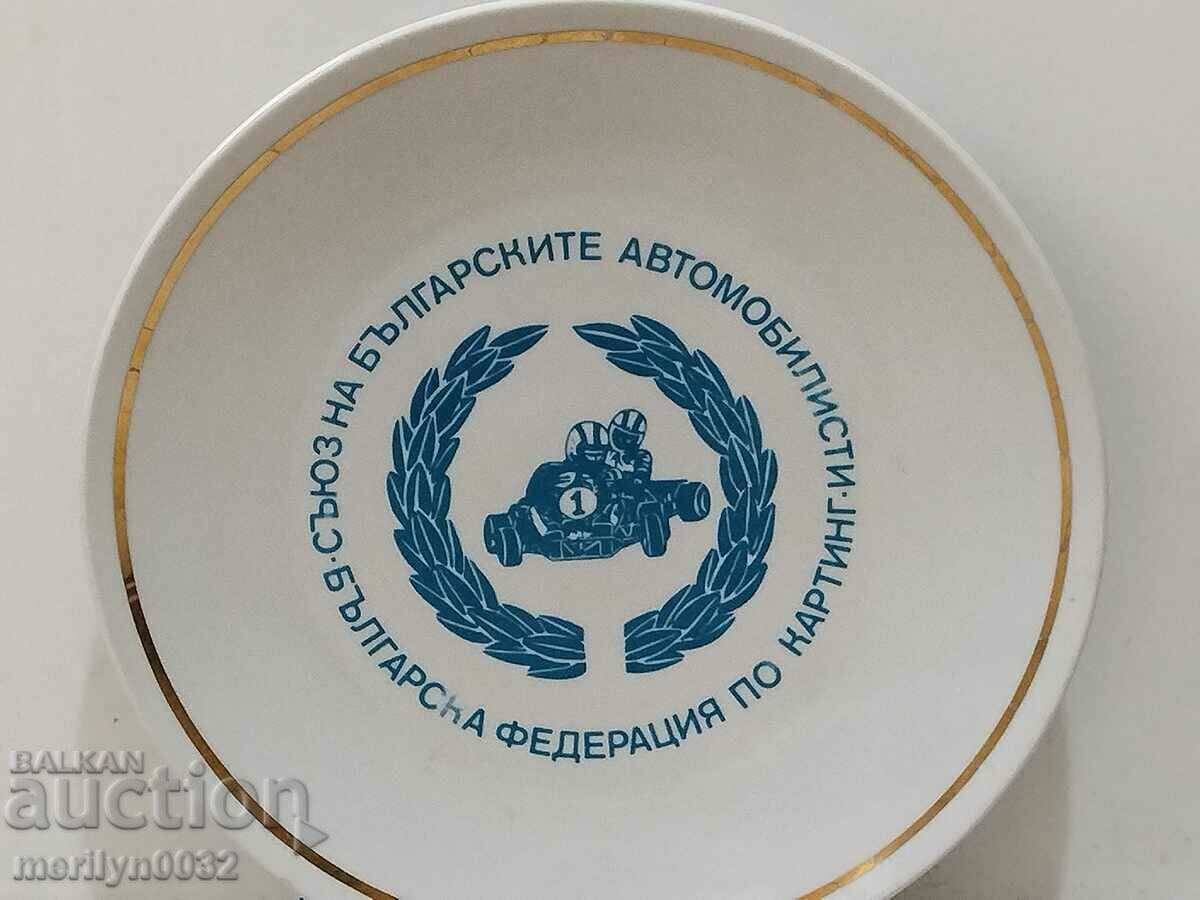 СЪЮЗ НА БЪЛГАРСКИТЕ АВТОМОБИЛИСТИ·
БЪЛГАРСКА ФЕДЕРАЦИЯ ПО КАРТИНГ·
1
BALKAN
auction
merilyn0032